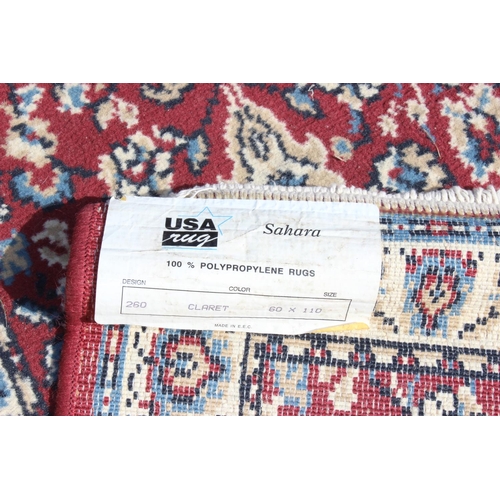 USA
rug
Sahara
100 % POLYPROPYLENE RUGS
DESIGN COLOR SIZE
260 CLARET 60 X 110
MADE IN E.E.C.